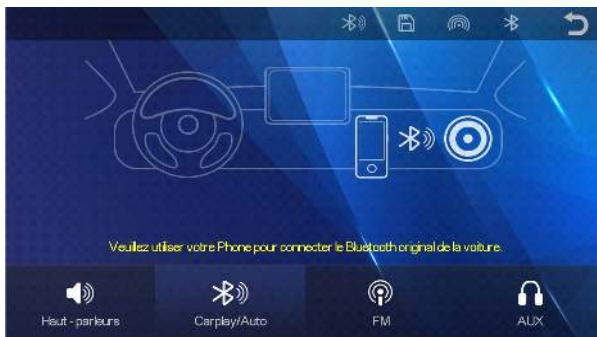 Veuillez utiliser votre Phone pour connecter le Bluetooth original de la voiture.
Haut-parleurs
Carplay/Auto
FM
AUX